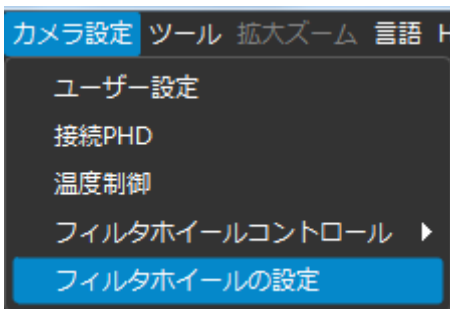 カメラ設定 ツール 拡大ズーム 言語 H
ユーザー設定
接続PHD
温度制御
フィルタホイールコントロール
フィルタホイールの設定